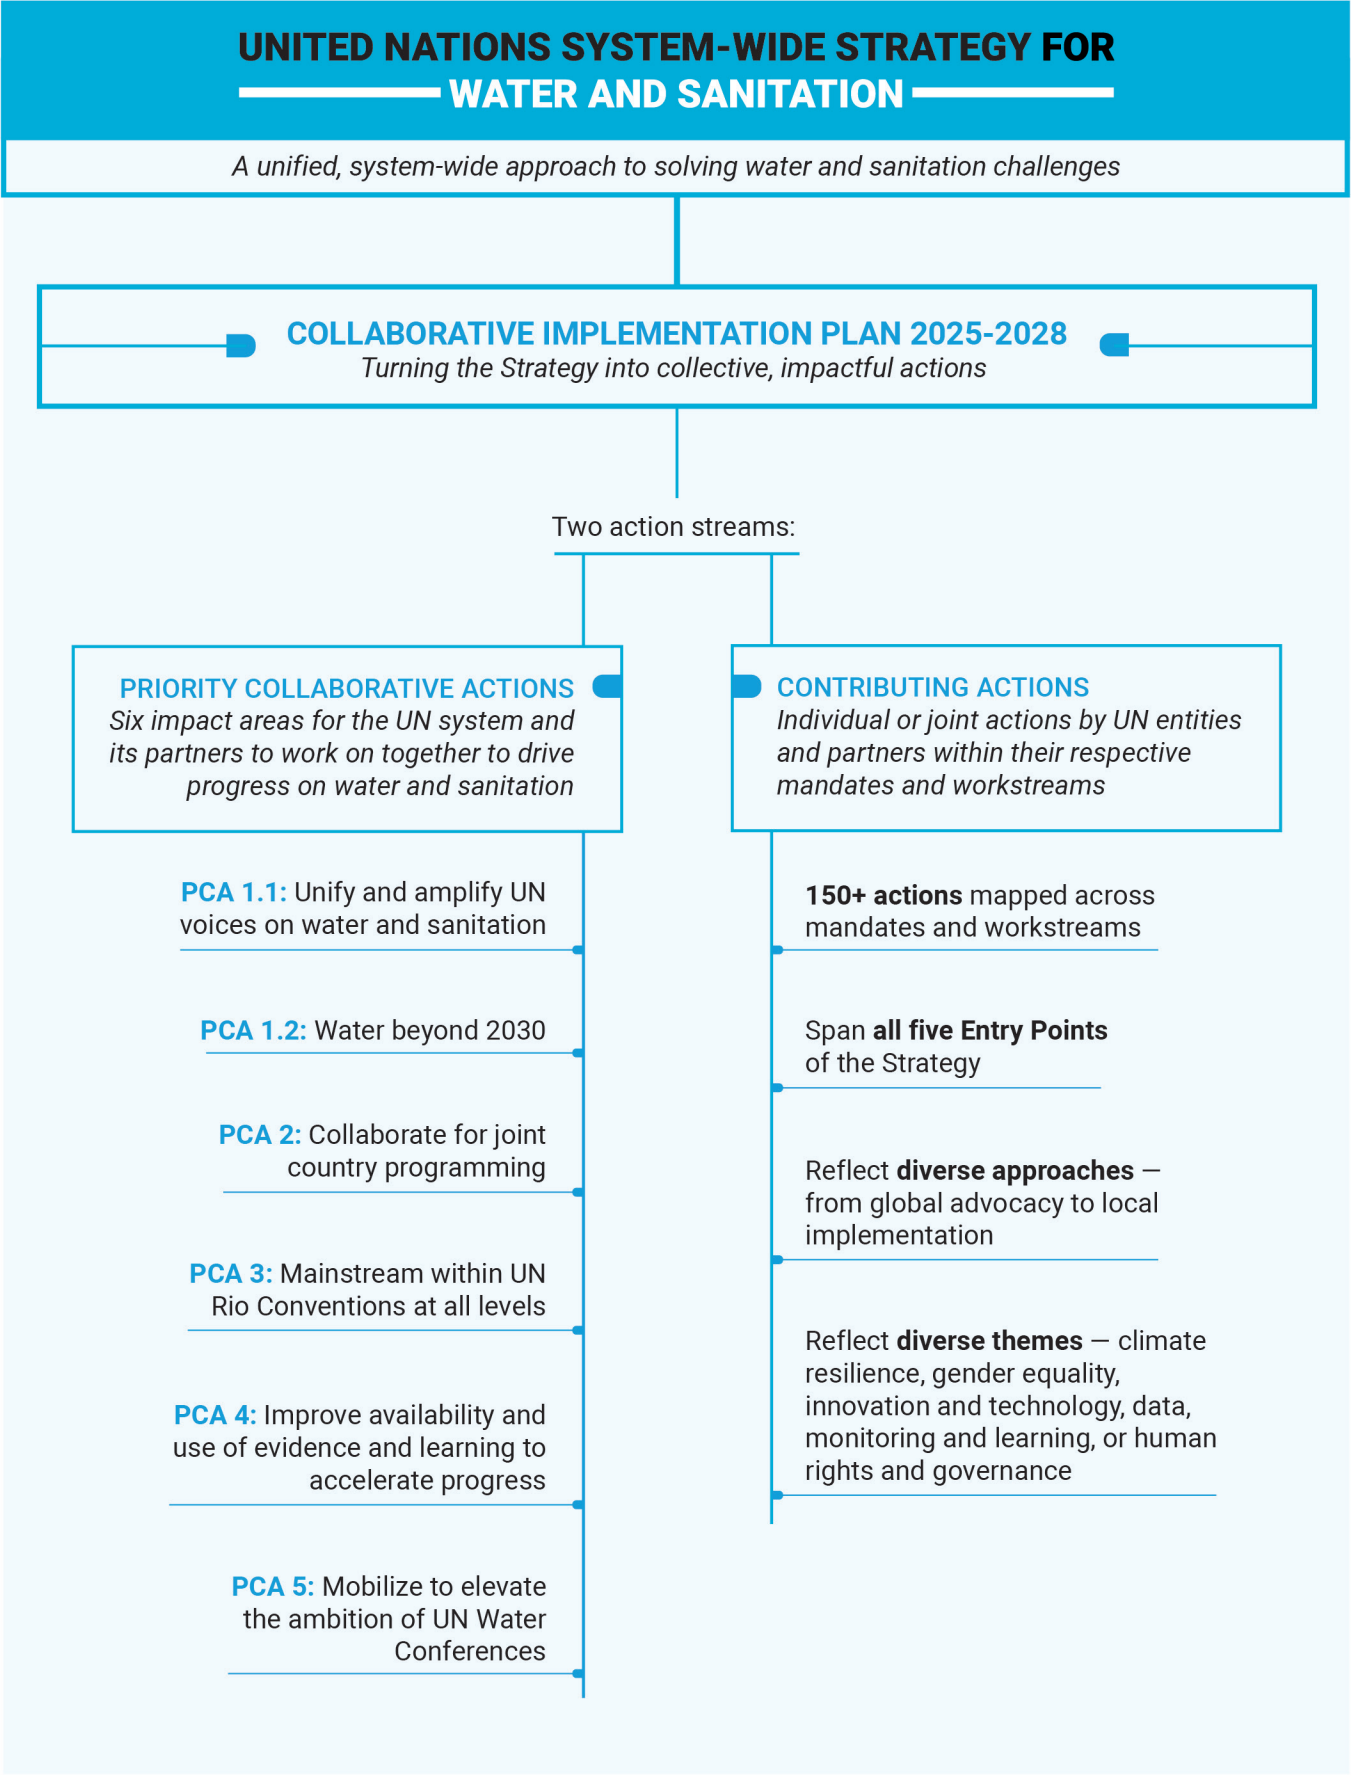 UNITED NATIONS SYSTEM-WIDE STRATEGY FOR
WATER AND SANITATION
A unified, system-wide approach to solving water and sanitation challenges
COLLABORATIVE IMPLEMENTATION PLAN 2025-2028
Turning the Strategy into collective, impactful actions
Two action streams:
PRIORITY COLLABORATIVE ACTIONS
Six impact areas for the UN system and
its partners to work on together to drive
progress on water and sanitation
PCA 1.1: Unify and amplify UN
voices on water and sanitation
PCA 1.2: Water beyond 2030
PCA 2: Collaborate for joint
country programming
PCA 3: Mainstream within UN
Rio Conventions at all levels
PCA 4: Improve availability and
use of evidence and learning to
accelerate progress
PCA 5: Mobilize to elevate
the ambition of UN Water
Conferences
CONTRIBUTING ACTIONS
Individual or joint actions by UN entities
and partners within their respective
mandates and workstreams
150+ actions mapped across
mandates and workstreams
Span all five Entry Points
of the Strategy
Reflect diverse approaches —
from global advocacy to local
implementation
Reflect diverse themes — climate
resilience, gender equality,
innovation and technology, data,
monitoring and learning, or human
rights and governance